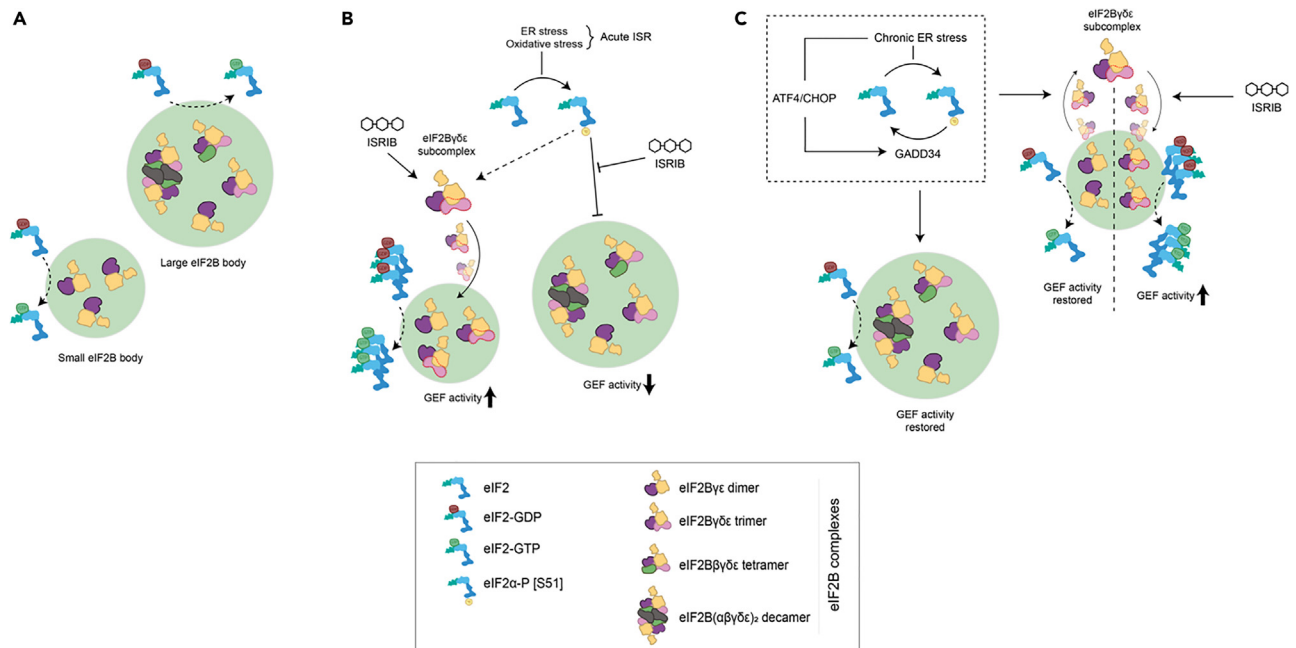 A
Large eIF2B body
Small eIF2B body
B
ER stress
Oxidative stress
Acute ISR
ISRIB
eIF2Bγδε
subcomplex
ISRIB
GEF activity
GEF activity
C
Chronic ER stress
ATF4/CHOP
GADD34
eIF2Bγδε
subcomplex
ISRIB
GEF activity
restored
GEF activity
GEF activity
restored
eIF2
eIF2-GDP
eIF2-GTP
eIF2α-P [S51]
eIF2Bγε dimer
eIF2Bγδε trimer
eIF2Bβγδε tetramer
eIF2B(αβγδε)₂ decamer
eIF2B complexes